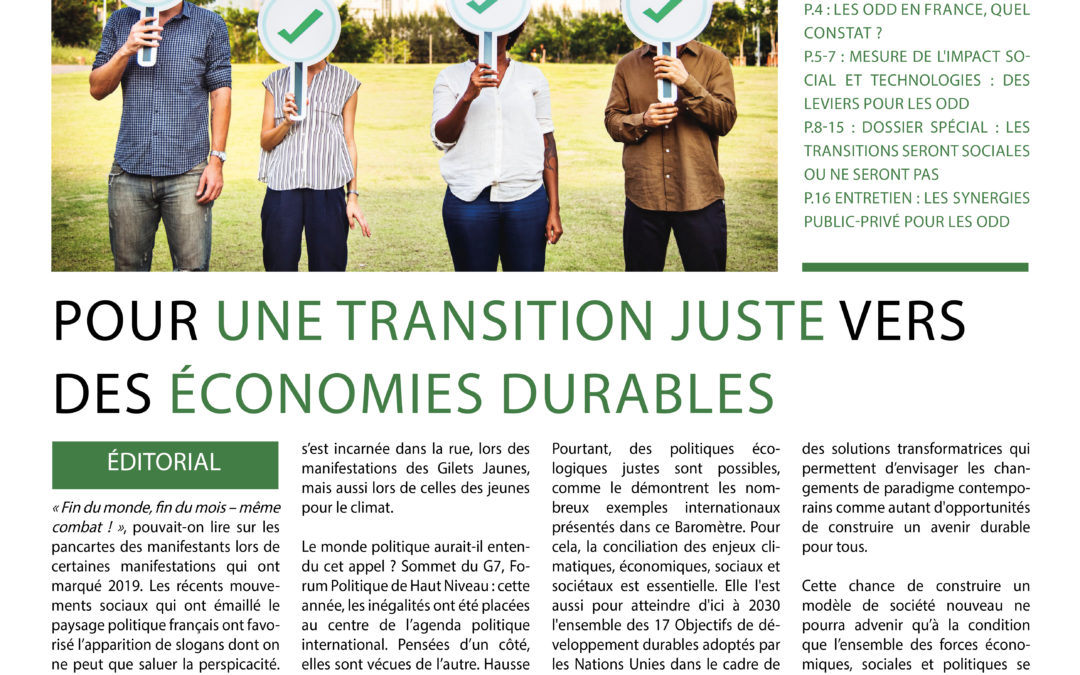 P.4 : LES ODD EN FRANCE, QUEL
CONSTAT ?
P.5-7 : MESURE DE L'IMPACT SO-
CIAL ET TECHNOLOGIES : DES
LEVIERS POUR LES ODD
P.8-15 : DOSSIER SPÉCIAL : LES
TRANSITIONS SERONT SOCIALES
OU NE SERONT PAS
P.16 ENTRETIEN : LES SYNERGIES
PUBLIC-PRIVÉ POUR LES ODD
POUR UNE TRANSITION JUSTE VERS
DES ÉCONOMIES DURABLES
ÉDITORIAL
« Fin du monde, fin du mois – même
combat ! », pouvait-on lire sur les
pancartes des manifestants lors de
certaines manifestations qui ont
marqué 2019. Les récents mouve-
ments sociaux qui ont émaillé le
paysage politique français ont favo-
risé l'apparition de slogans dont on
ne peut que saluer la perspicacité.
s'est incarnée dans la rue, lors des
manifestations des Gilets Jaunes,
mais aussi lors de celles des jeunes
pour le climat.
Le monde politique aurait-il enten-
du cet appel ? Sommet du G7, Fo-
rum Politique de Haut Niveau : cette
année, les inégalités ont été placées
au centre de l'agenda politique
international. Pensées d'un côté,
elles sont vécues de l'autre. Hausse
Pourtant, des politiques éco-
logiques justes sont possibles,
comme le démontrent les nom-
breux exemples internationaux
présentés dans ce Baromètre. Pour
cela, la conciliation des enjeux cli-
matiques, économiques, sociaux et
sociétaux est essentielle. Elle l'est
aussi pour atteindre d'ici à 2030
l'ensemble des 17 Objectifs de dé-
veloppement durables adoptés par
les Nations Unies dans le cadre de
des solutions transformatrices qui
permettent d'envisager les chan-
gements de paradigme contempo-
rains comme autant d'opportunités
de construire un avenir durable
pour tous.
Cette chance de construire un
modèle de société nouveau ne
pourra advenir qu'à la condition
que l'ensemble des forces écono-
miques, sociales et politiques se